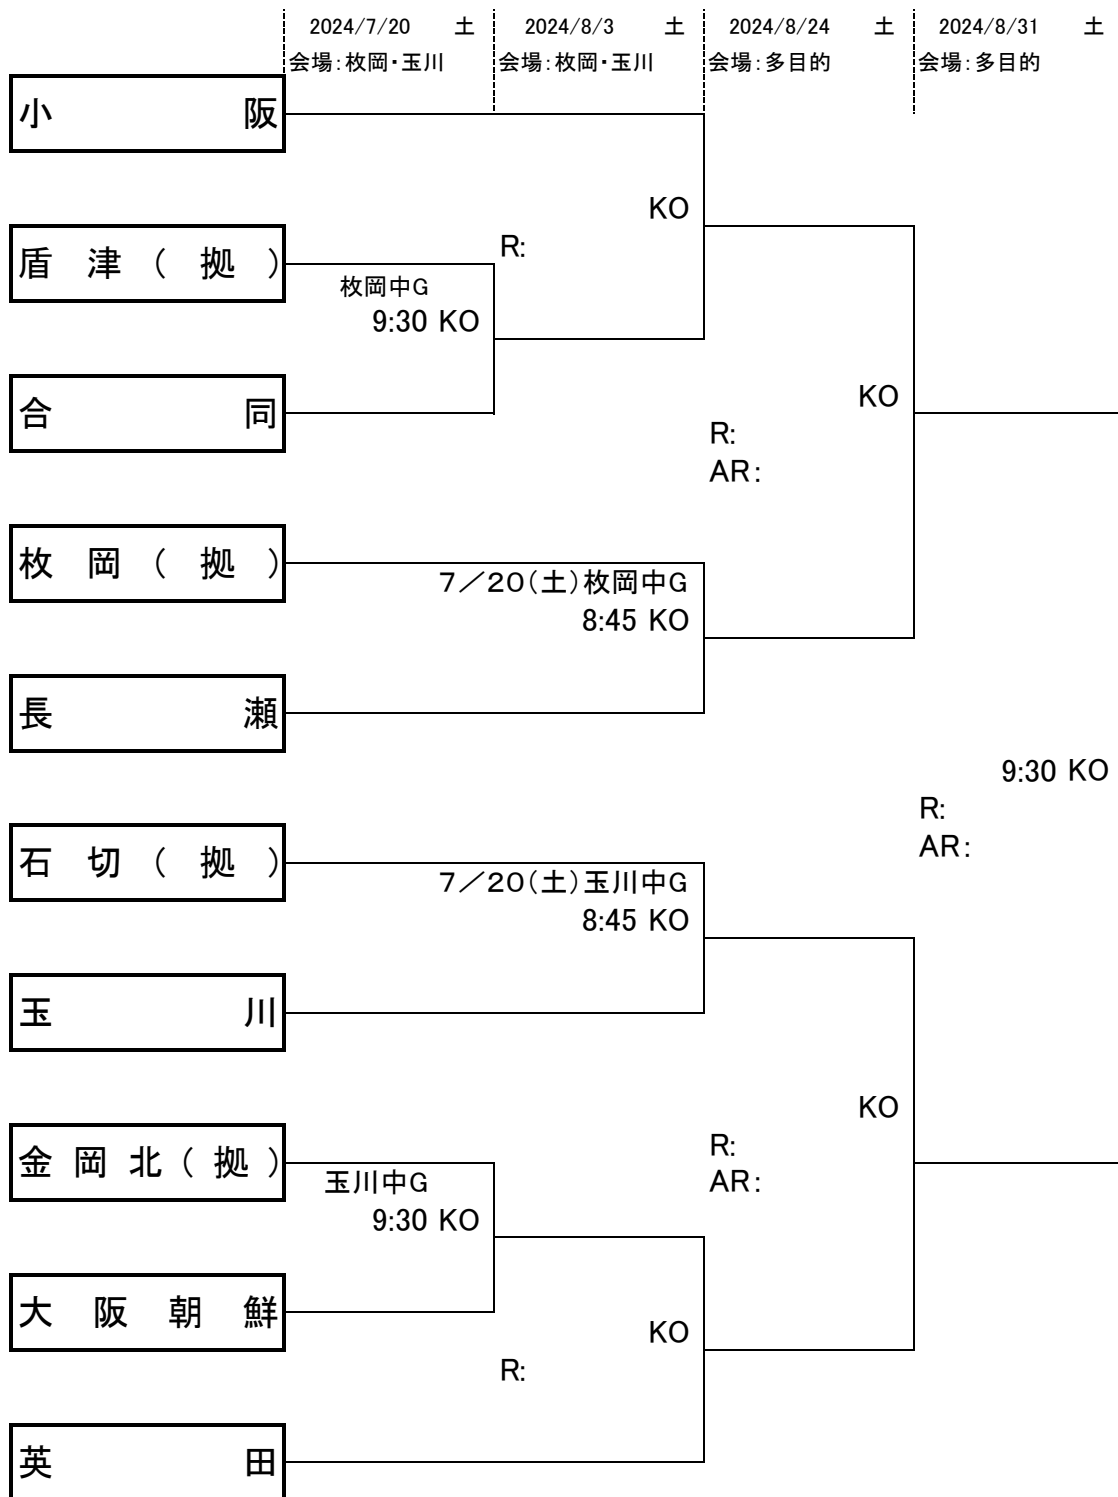 2024/7/20 土 2024/8/3 土 2024/8/24 土 2024/8/31 土
会場:枚岡・玉川 会場:枚岡・玉川 会場:多目的 会場:多目的
小阪
KO
R:
盾津(拠)
枚岡中G
9:30 KO
合同
KO
R:
AR:
枚岡(拠)
7/20(土)枚岡中G
8:45 KO
長瀬
9:30 KO
R:
AR:
石切(拠)
7/20(土)玉川中G
8:45 KO
玉川
KO
R:
AR:
金岡北(拠)
玉川中G
9:30 KO
大阪朝鮮
KO
R:
英田